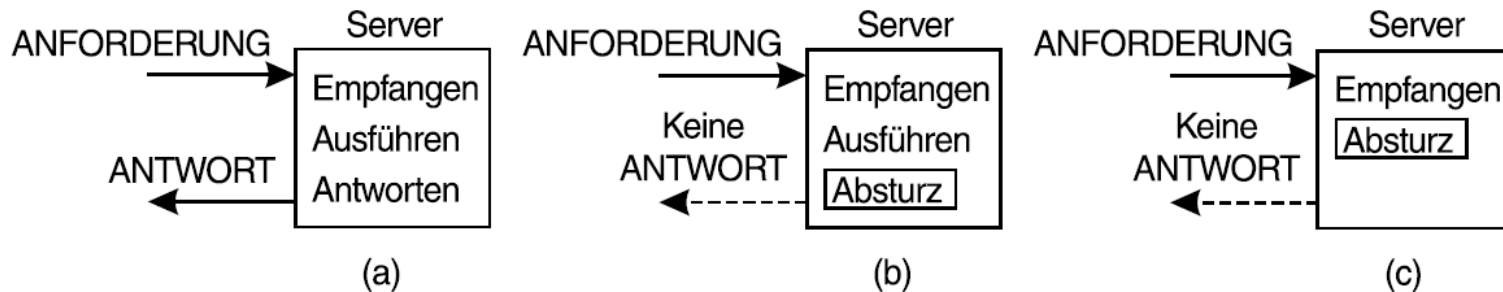 Server
ANFORDERUNG
Empfangen
Ausführen
Antworten
ANTWORT
(a)
Server
ANFORDERUNG
Empfangen
Ausführen
Absturz
Keine
ANTWORT
(b)
Server
ANFORDERUNG
Empfangen
Absturz
Keine
ANTWORT
(c)